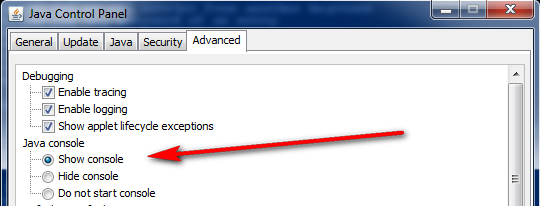 Java Control Panel
General Update Java Security Advanced
Debugging
Enable tracing
Enable logging
Show applet lifecycle exceptions
Java console
Show console
Hide console
Do not start console